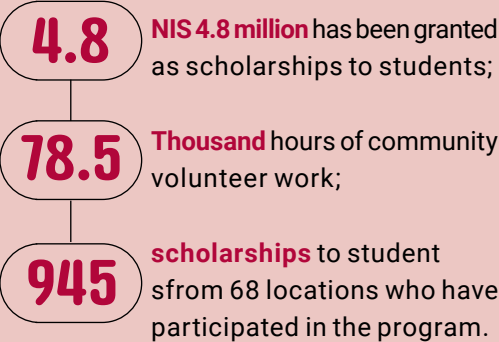 4.8
NIS 4.8 million has been granted
as scholarships to students;
78.5
Thousand hours of community
volunteer work;
945
scholarships to student
sfrom 68 locations who have
participated in the program.